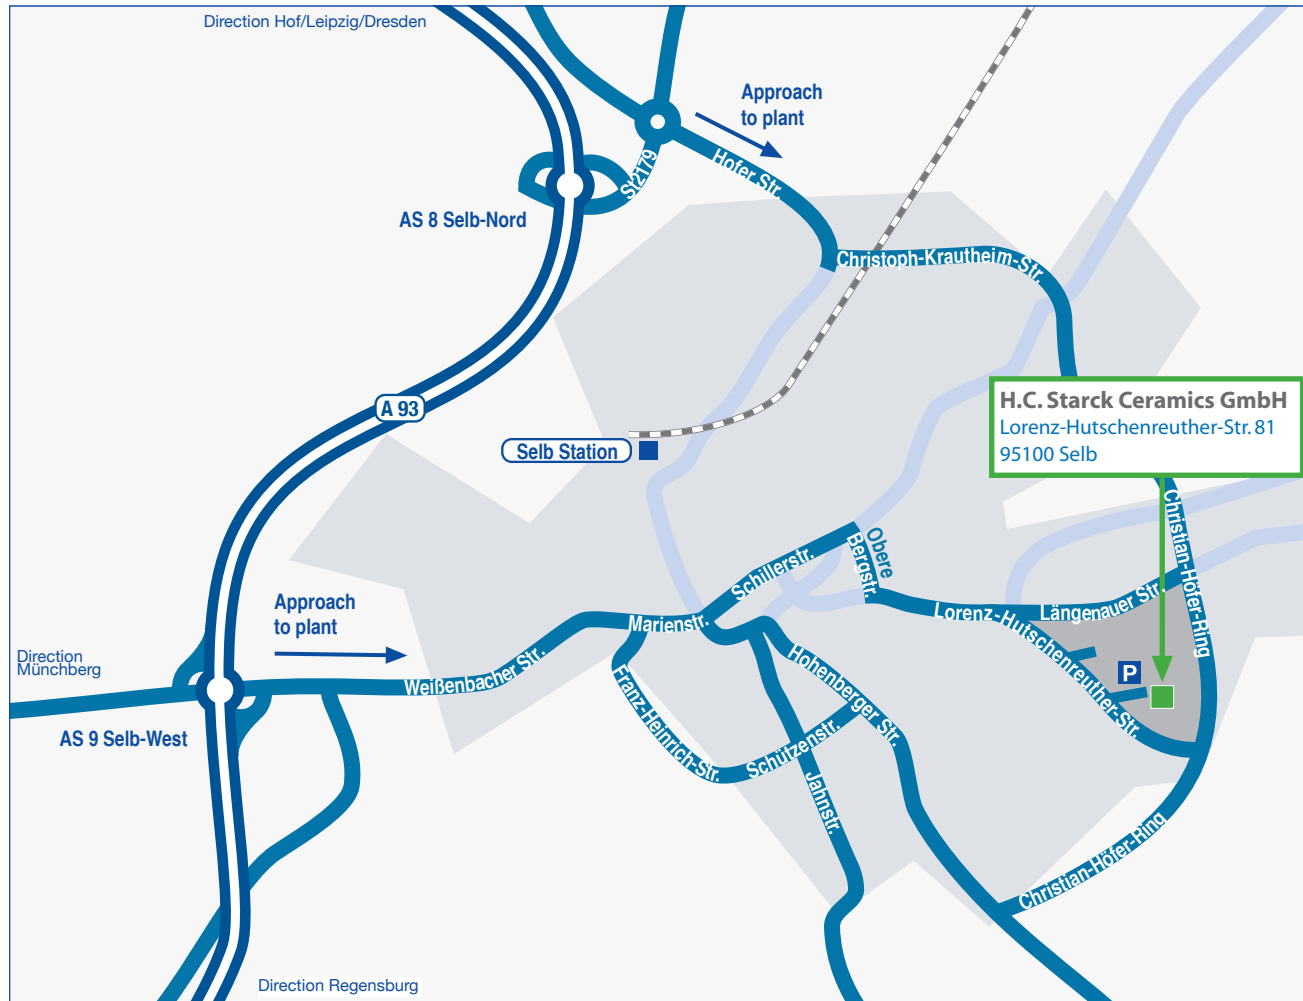 Direction Hof/Leipzig/Dresden
Approach
to plant
Hofer Str.
St2179
AS 8 Selb-Nord
Christoph-Krautheim-Str.
A 93
H.C. Starck Ceramics GmbH
Lorenz-Hutschenreuther-Str. 81
95100 Selb
Selb Station
Christian-Höfer-Ring
Obere
Bergstr.
Schillerstr.
Approach
to plant
Marienstr.
Lorenz-Hutschenreuther-Str.
Längenauer Str.
Direction
Münchberg
Weißenbacher Str.
Hohenberger Str.
P
Franz-Heinrich-Str.
Schützenstr.
AS 9 Selb-West
Jahnstr.
Christian-Höfer-Ring
Direction Regensburg